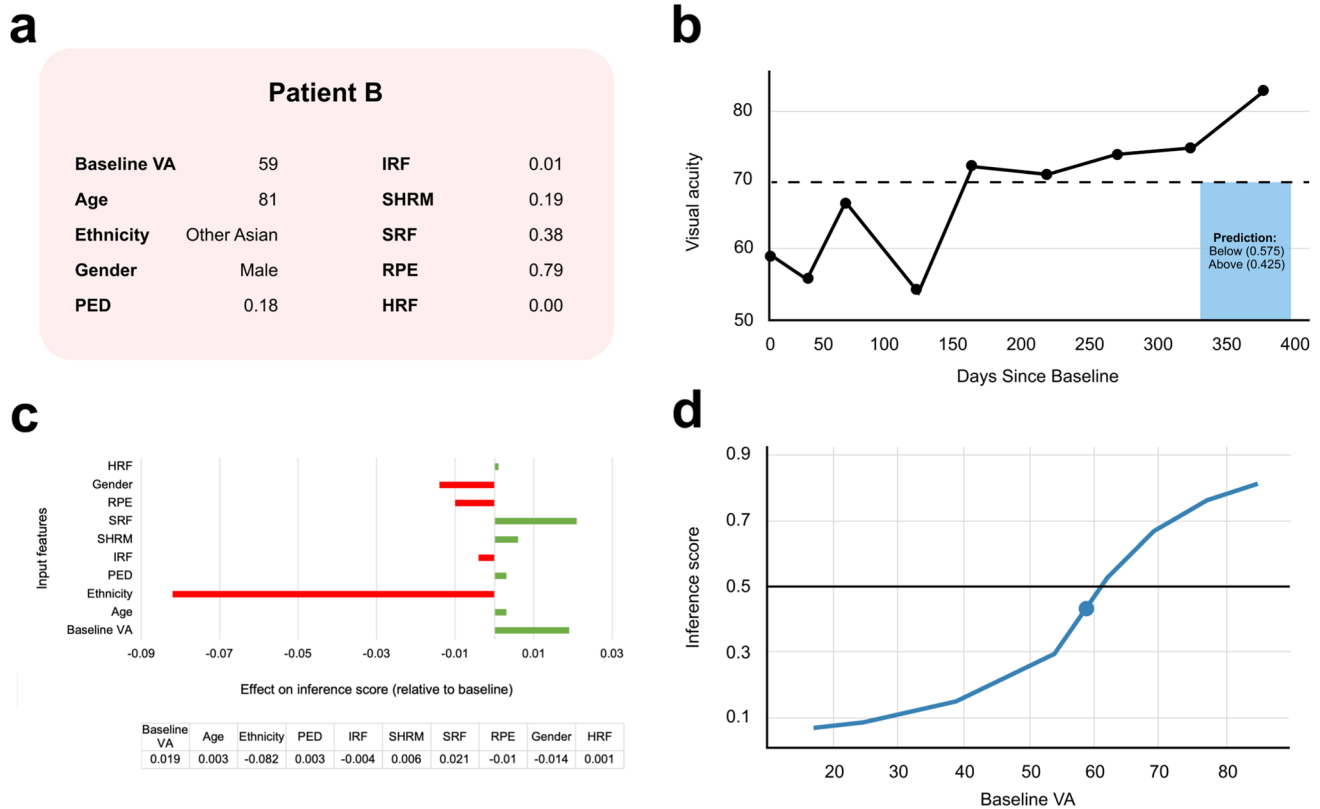 a
Patient B
Baseline VA 59 IRF 0.01
Age 81 SHRM 0.19
Ethnicity Other Asian SRF 0.38
Gender Male RPE 0.79
PED 0.18 HRF 0.00
b
Visual acuity
80
70
60
50
Prediction:
Below (0.575)
Above (0.425)
0 50 100 150 200 250 300 350 400
Days Since Baseline
c
Input features
HRF
Gender
RPE
SRF
SHRM
IRF
PED
Ethnicity
Age
Baseline VA
-0.09 -0.07 -0.05 -0.03 -0.01 0.01 0.03
Effect on inference score (relative to baseline)
Baseline VA Age Ethnicity PED IRF SHRM SRF RPE Gender HRF
0.019 0.003 -0.082 0.003 -0.004 0.006 0.021 -0.01 -0.014 0.001
d
Inference score
0.9
0.7
0.5
0.3
0.1
20 30 40 50 60 70 80
Baseline VA